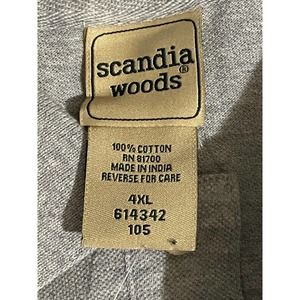 scandia
woods®
100% COTTON
RN 81700
MADE IN INDIA
REVERSE FOR CARE
4XL
614342
105